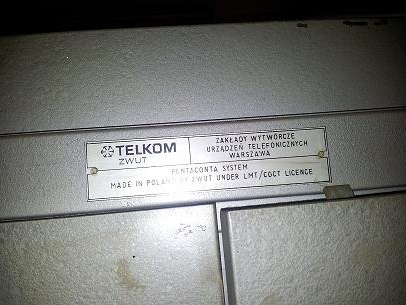 TELKOM
ZWUT
ZAKŁADY WYTWÓRCZE
URZĄDZEŃ TELEFONICZNYCH
WARSZAWA
PENTACONTA SYSTEM
MADE IN POLAND BY ZWUT UNDER LMT/CGCT LICENCE